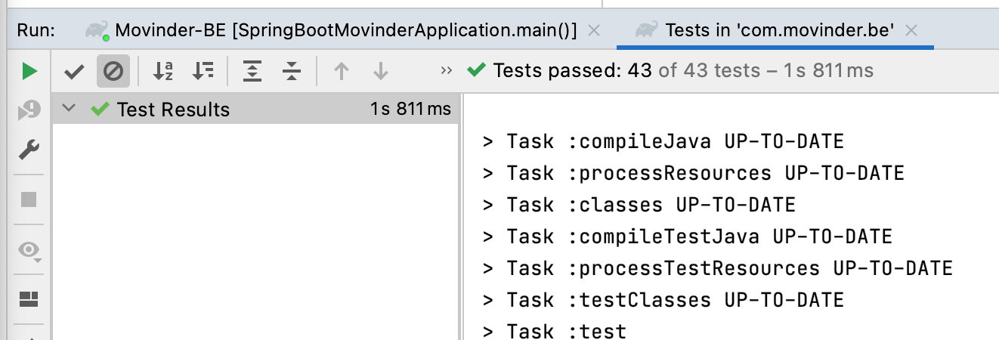 Run: Movinder-BE [SpringBootMovinderApplication.main()] Tests in 'com.movinder.be'
Tests passed: 43 of 43 tests – 1 s 811 ms
Test Results 1 s 811 ms
> Task :compileJava UP-TO-DATE
> Task :processResources UP-TO-DATE
> Task :classes UP-TO-DATE
> Task :compileTestJava UP-TO-DATE
> Task :processTestResources UP-TO-DATE
> Task :testClasses UP-TO-DATE
> Task :test